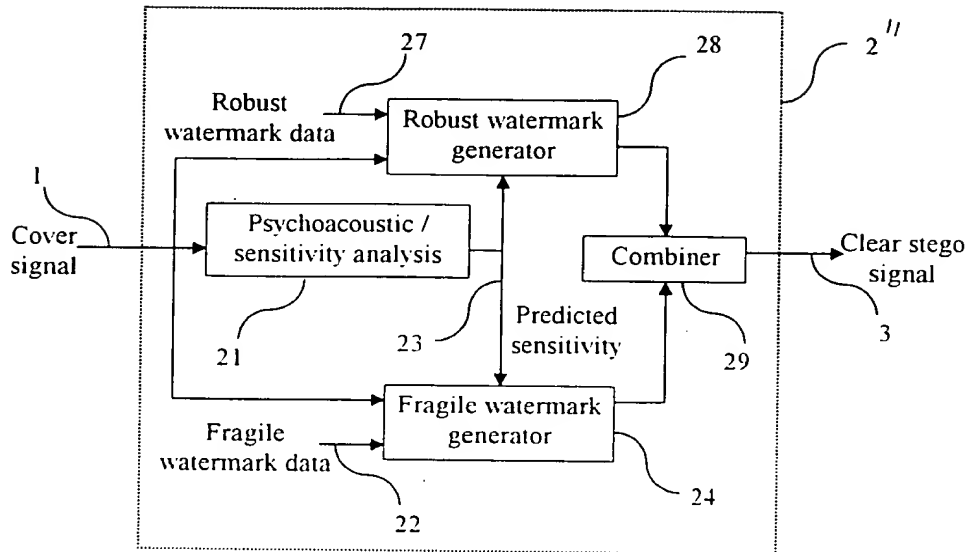 27
28
2''
Robust
watermark data
Robust watermark
generator
1
Cover
signal
Psychoacoustic /
sensitivity analysis
Combiner
Clear stego
signal
21
23
Predicted
sensitivity
29
3
Fragile watermark
generator
Fragile
watermark data
22
24